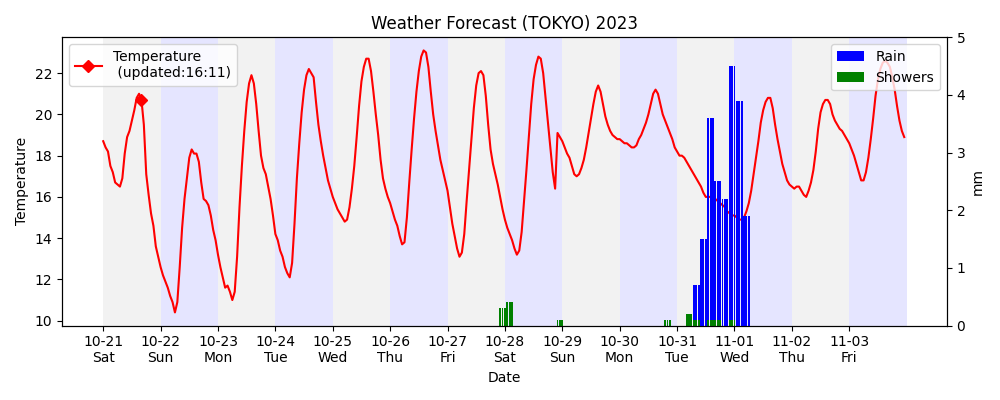 Weather Forecast (TOKYO) 2023
Temperature
(updated:16:11)
Rain
Showers
Temperature
22
20
18
16
14
12
10
5
4
3
2
1
0
mm
10-21 10-22 10-23 10-24 10-25 10-26 10-27 10-28 10-29 10-30 10-31 11-01 11-02 11-03
Sat Sun Mon Tue Wed Thu Fri Sat Sun Mon Tue Wed Thu Fri
Date